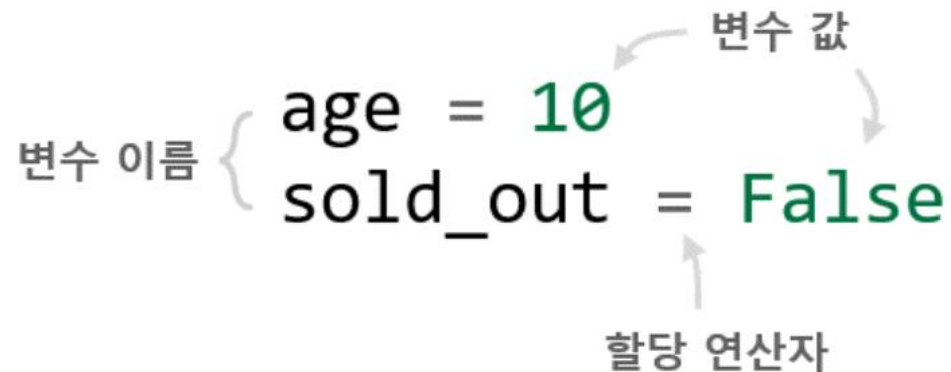 변수 값
age = 10
변수 이름
sold_out = False
할당 연산자